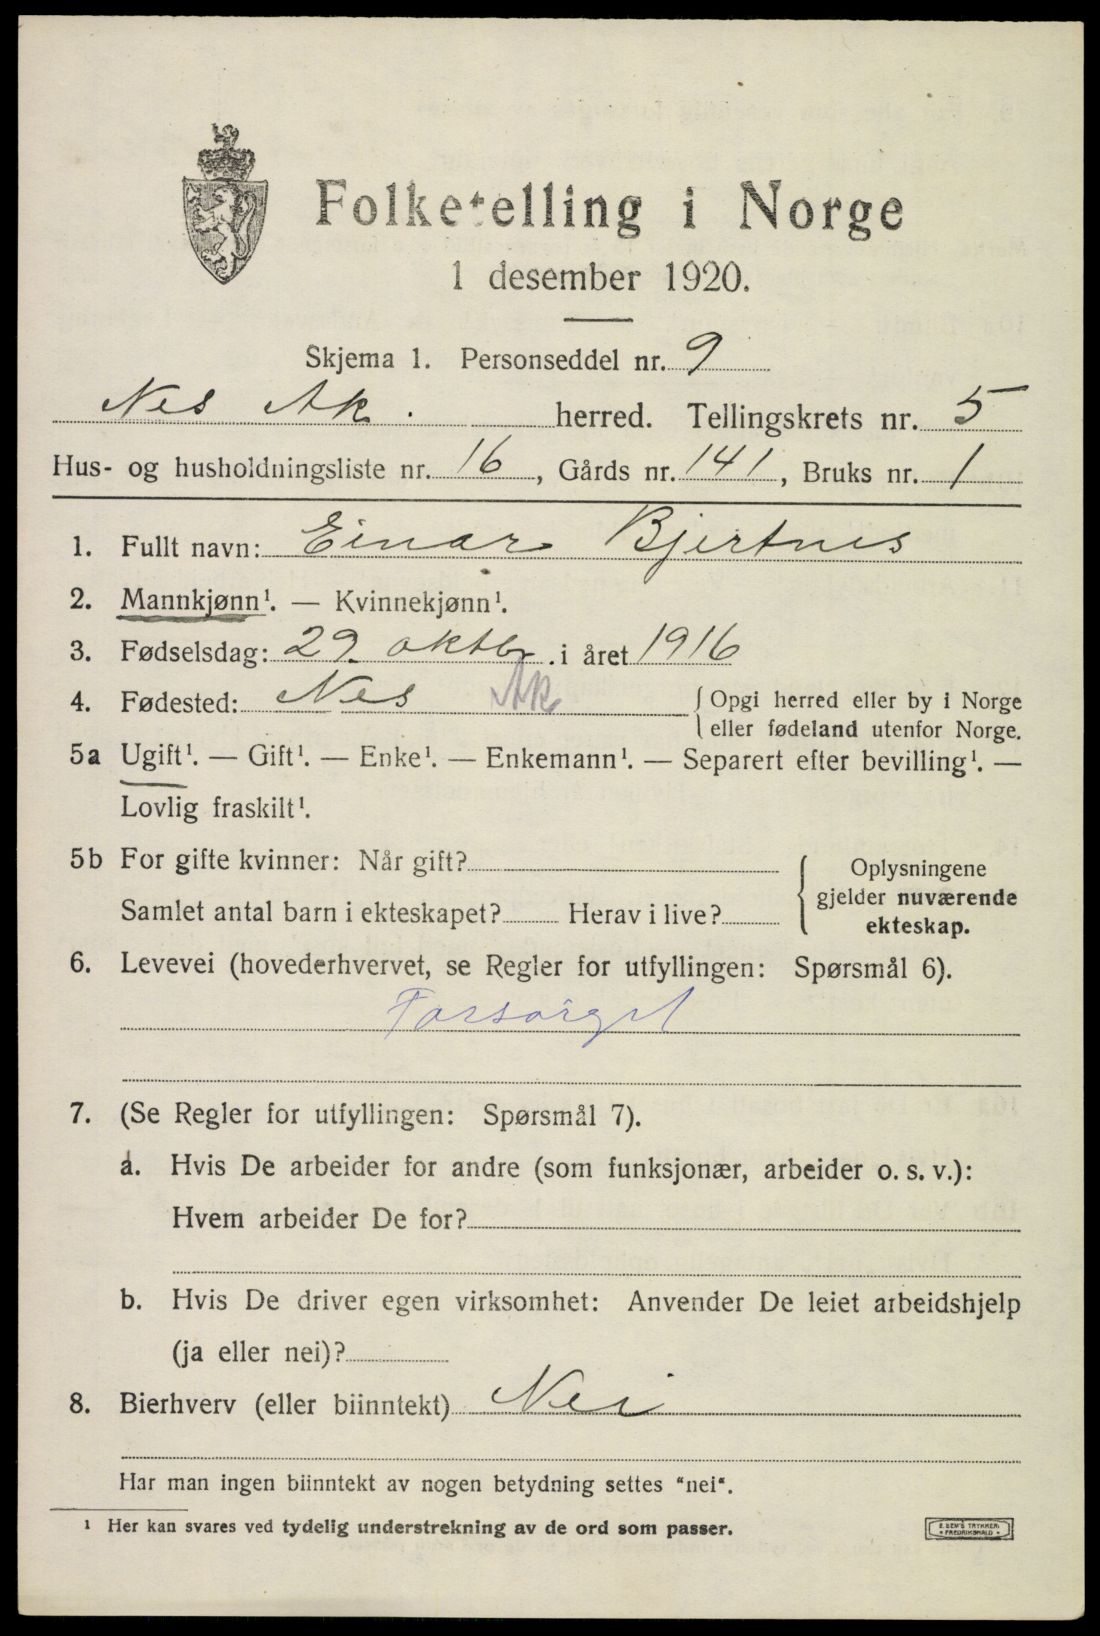 Folketelling i Norge
1 desember 1920.
Skjema 1. Personseddel nr. 9
Nes Ak. herred. Tellingskrets nr. 5
Hus- og husholdningsliste nr. 16, Gårds nr. 141, Bruks nr. 1
1. Fullt navn: Einar Bjertnes
2. Mannkjønn¹. — Kvinnekjønn¹.
3. Fødselsdag: 29. oktbr. i året 1916
4. Fødested: Nes Ak { Opgi herred eller by i Norge
eller fødeland utenfor Norge.
5a Ugift¹. — Gift¹. — Enke¹. — Enkemann¹. — Separert efter bevilling¹. —
Lovlig fraskilt¹.
5b For gifte kvinner: Når gift?
Samlet antal barn i ekteskapet? Herav i live?
{ Oplysningene
gjelder nuværende
ekteskap.
6. Levevei (hovederhvervet, se Regler for utfyllingen: Spørsmål 6).
Forsørget
7. (Se Regler for utfyllingen: Spørsmål 7).
a. Hvis De arbeider for andre (som funksjonær, arbeider o. s. v.):
Hvem arbeider De for?
b. Hvis De driver egen virksomhet: Anvender De leiet arbeidshjelp
(ja eller nei)?
8. Bierhverv (eller biinntekt) Nei
Har man ingen biinntekt av nogen betydning settes "nei".
¹ Her kan svares ved tydelig understrekning av de ord som passer.
E. SEM'S TRYKKERI
• FREDRIKSHALD •